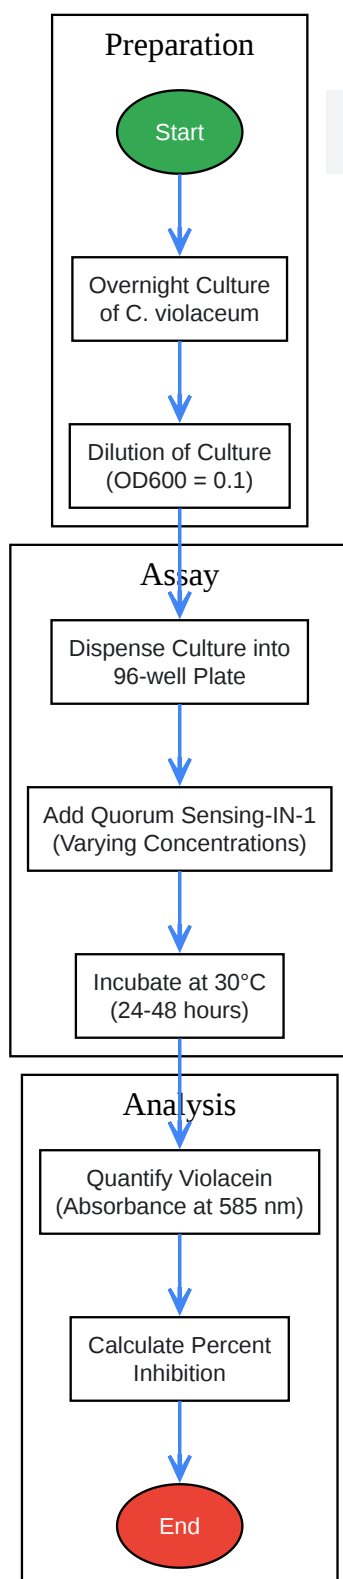 Preparation
Start
Overnight Culture
of C. violaceum
Dilution of Culture
(OD600 = 0.1)
Assay
Dispense Culture into
96-well Plate
Add Quorum Sensing-IN-1
(Varying Concentrations)
Incubate at 30°C
(24-48 hours)
Analysis
Quantify Violacein
(Absorbance at 585 nm)
Calculate Percent
Inhibition
End